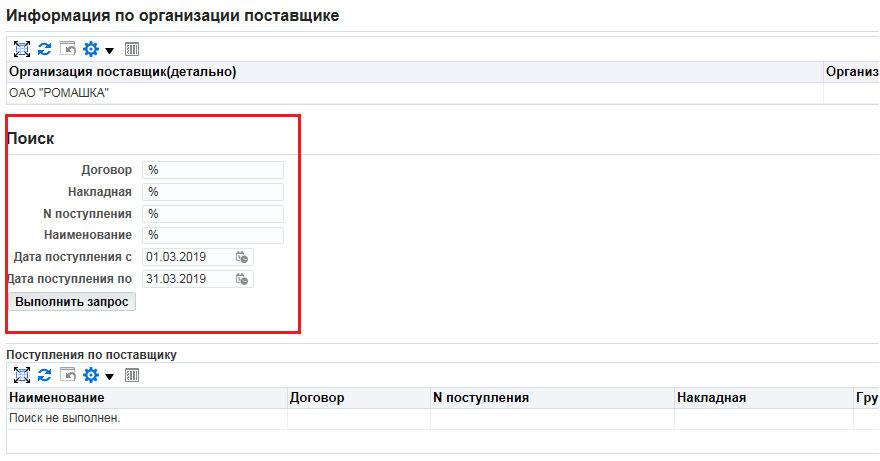 Информация по организации поставщике
Организация поставщик(детально) Организ
ОАО "РОМАШКА"
Поиск
Договор %
Накладная %
N поступления %
Наименование %
Дата поступления с 01.03.2019
Дата поступления по 31.03.2019
Выполнить запрос
Поступления по поставщику
Наименование Договор N поступления Накладная Гру
Поиск не выполнен.